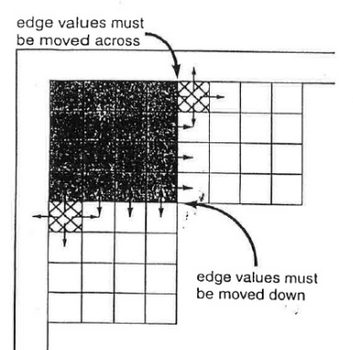 edge values must
be moved across
edge values must
be moved down